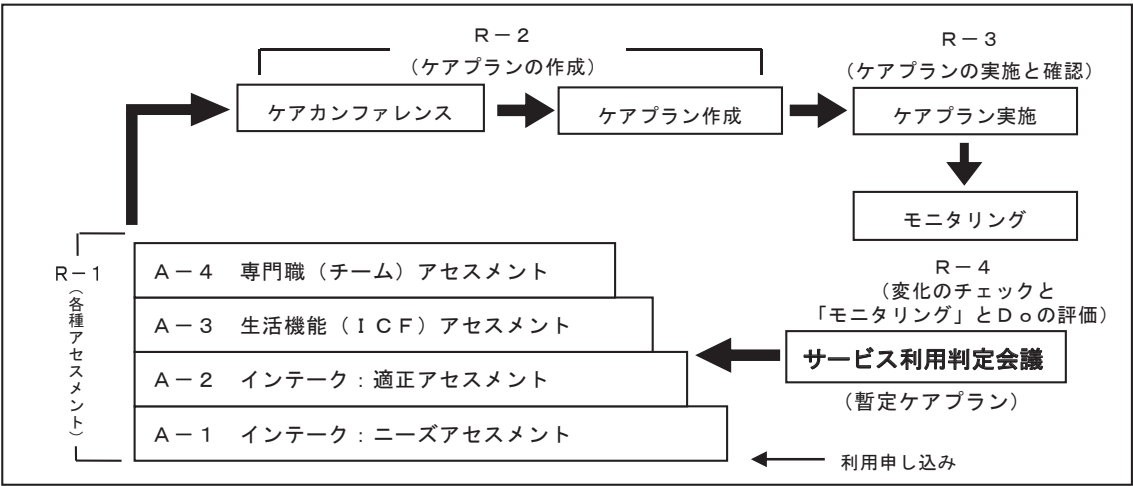 R－2
（ケアプランの作成）
R－3
（ケアプランの実施と確認）
ケアカンファレンス
ケアプラン作成
ケアプラン実施
モニタリング
R－4
（変化のチェックと
「モニタリング」とＤｏの評価）
サービス利用判定会議
（暫定ケアプラン）
R－1
（各種アセスメント）
Ａ－４　専門職（チーム）アセスメント
Ａ－３　生活機能（ＩＣＦ）アセスメント
Ａ－２　インテーク：適正アセスメント
Ａ－１　インテーク：ニーズアセスメント
利用申し込み